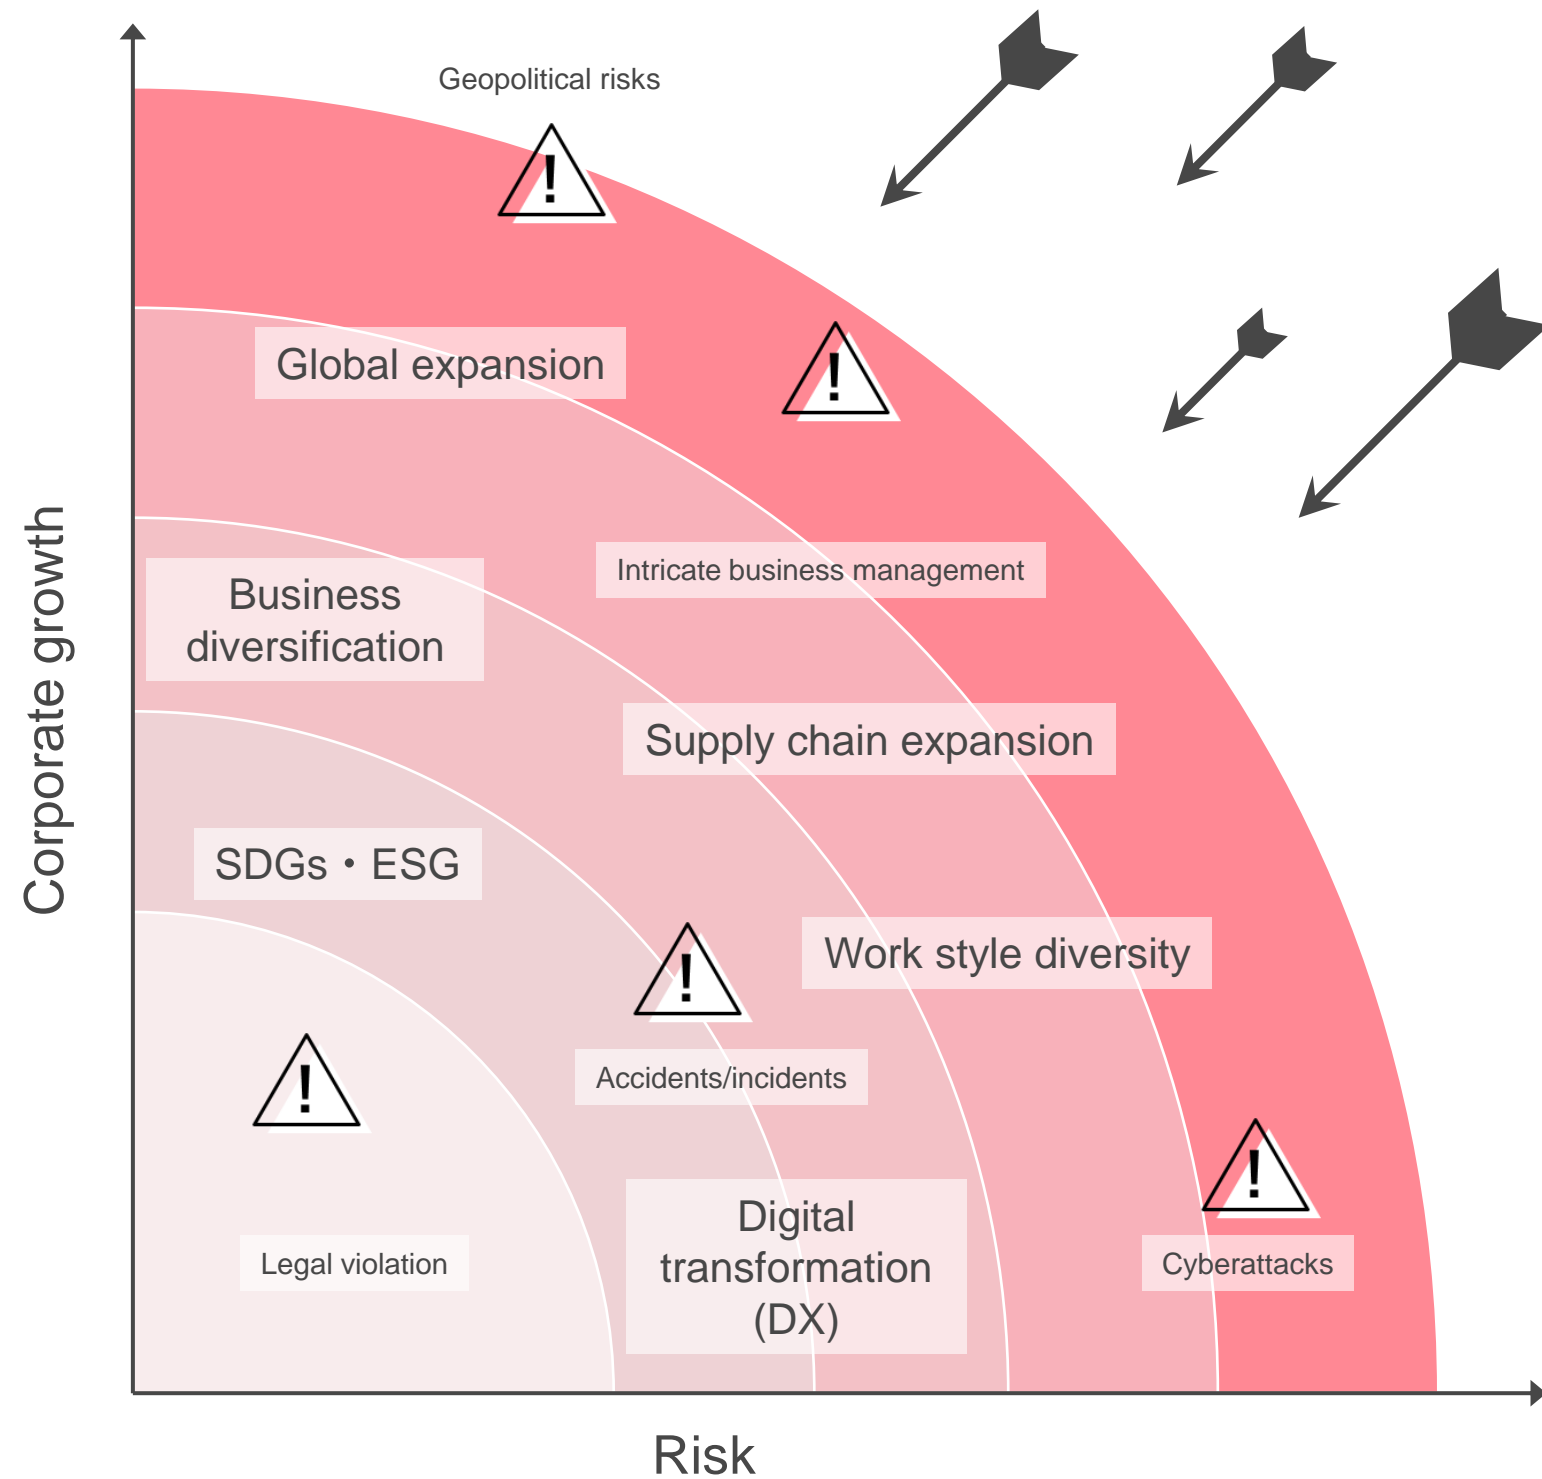 Geopolitical risks
Global expansion
Intricate business management
Business
diversification
Supply chain expansion
SDGs・ESG
Work style diversity
Accidents/incidents
Digital
transformation
(DX)
Legal violation
Cyberattacks
Corporate growth
Risk